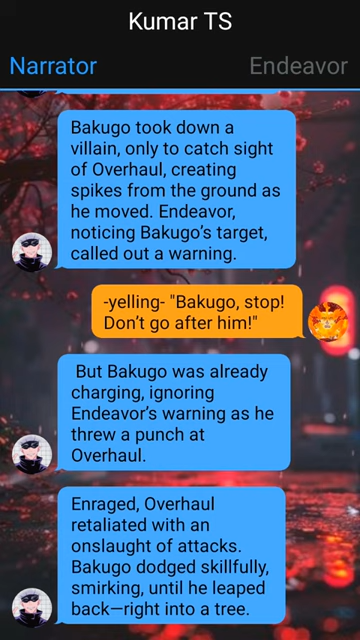 Kumar TS
Narrator
Endeavor
Bakugo took down a
villain, only to catch sight
of Overhaul, creating
spikes from the ground as
he moved. Endeavor,
noticing Bakugo’s target,
called out a warning.
-yelling- "Bakugo, stop!
Don’t go after him!"
But Bakugo was already
charging, ignoring
Endeavor’s warning as he
threw a punch at
Overhaul.
Enraged, Overhaul
retaliated with an
onslaught of attacks.
Bakugo dodged skillfully,
smirking, until he leaped
back—right into a tree.